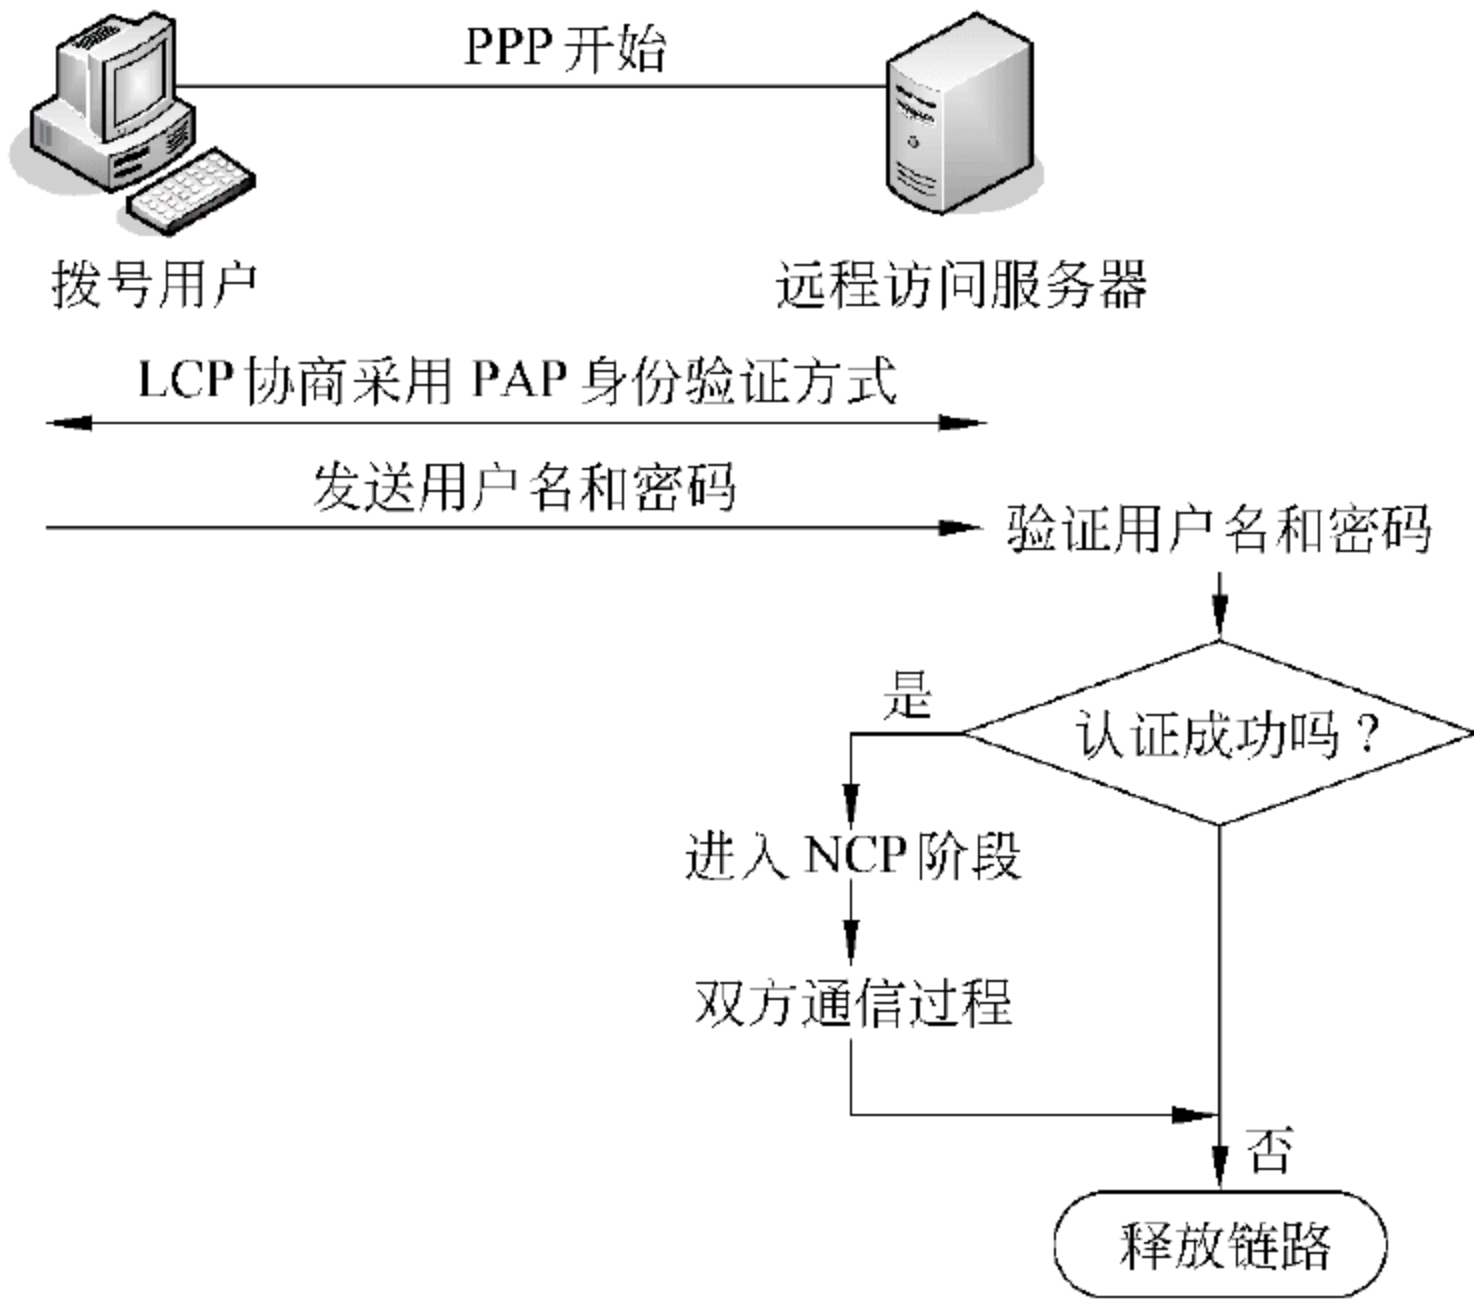 PPP 开始
拨号用户
远程访问服务器
LCP 协商采用 PAP 身份验证方式
发送用户名和密码
验证用户名和密码
是
认证成功吗？
进入 NCP 阶段
双方通信过程
否
释放链路